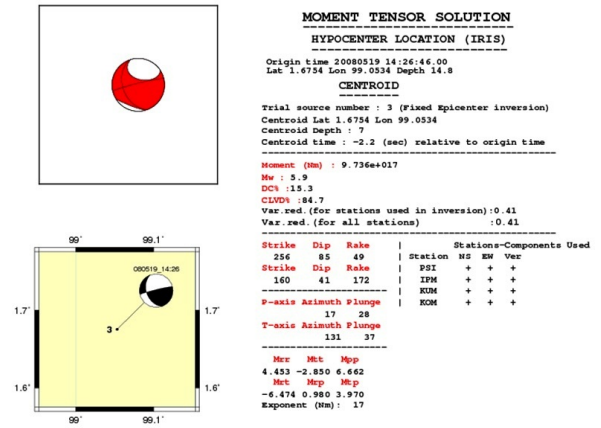 MOMENT TENSOR SOLUTION
HYPOCENTER LOCATION (IRIS)
Origin time 20080519 14:26:46.00
Lat 1.6754 Lon 99.0534 Depth 14.8
CENTROID
Trial source number : 3 (Fixed Epicenter inversion)
Centroid Lat 1.6754 Lon 99.0534
Centroid Depth : 7
Centroid time : -2.2 (sec) relative to origin time
Moment (Nm) : 9.736e+017
Mw : 5.9
DC% :15.3
CLVD% :84.7
Var.red.(for stations used in inversion):0.41
Var.red.(for all stations) :0.41
Strike Dip Rake | Stations-Components Used
256 85 49 | Station NS EW Ver
Strike Dip Rake | PSI + + +
160 41 172 | IPM + + +
| KUM + + +
P-axis Azimuth Plunge | KOM + + +
17 28
T-axis Azimuth Plunge
131 37
Mrr Mtt Mpp
4.453 -2.850 6.662
Mrt Mrp Mtp
-6.474 0.980 3.970
Exponent (Nm): 17
99° 99.1°
080519_14:26
1.7° 1.7°
3
1.6° 1.6°
99° 99.1°